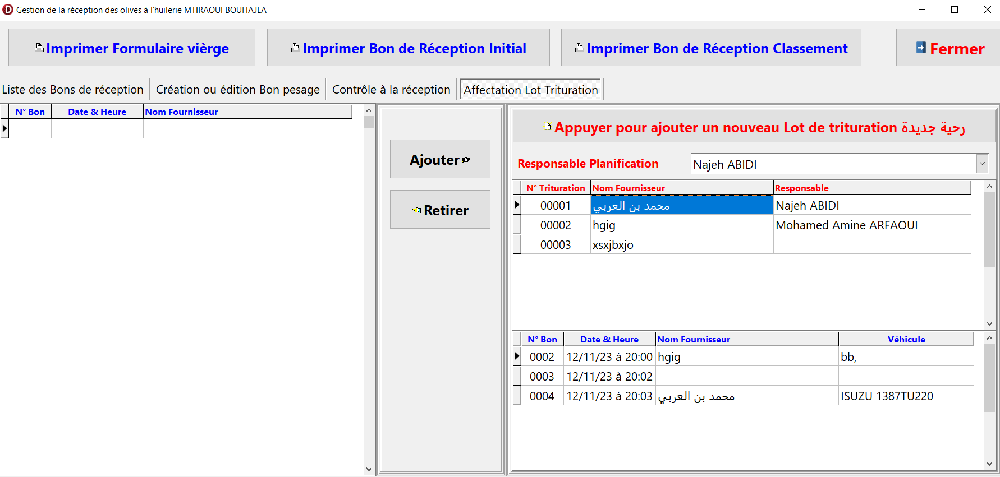 Gestion de la réception des olives à l'huilerie MTIRAOUI BOUHAJLA
Imprimer Formulaire vièrge
Imprimer Bon de Réception Initial
Imprimer Bon de Réception Classement
Fermer
Liste des Bons de réception
Création ou édition Bon pesage
Contrôle à la réception
Affectation Lot Trituration
N° Bon Date & Heure Nom Fournisseur
Ajouter
Retirer
Appuyer pour ajouter un nouveau Lot de trituration رحية جديدة
Responsable Planification Najeh ABIDI
N° Trituration Nom Fournisseur Responsable
00001 محمد بن العربي Najeh ABIDI
00002 hgig Mohamed Amine ARFAOUI
00003 xsxjbxjo
N° Bon Date & Heure Nom Fournisseur Véhicule
0002 12/11/23 à 20:00 hgig bb,
0003 12/11/23 à 20:02
0004 12/11/23 à 20:03 محمد بن العربي ISUZU 1387TU220